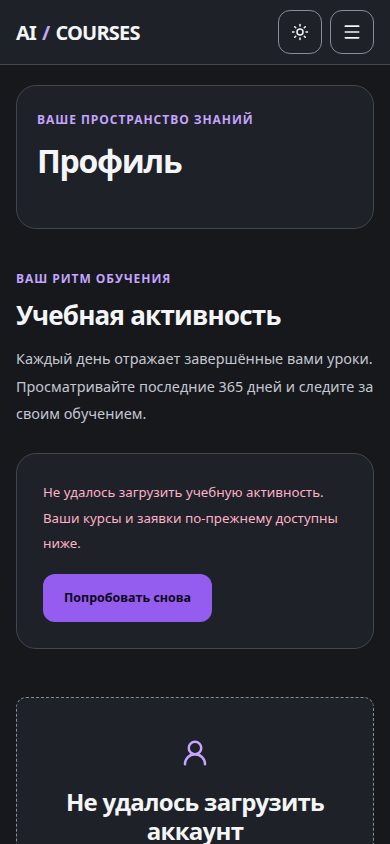 AI / COURSES
ВАШЕ ПРОСТРАНСТВО ЗНАНИЙ
Профиль
ВАШ РИТМ ОБУЧЕНИЯ
Учебная активность
Каждый день отражает завершённые вами уроки.
Просматривайте последние 365 дней и следите за
своим обучением.
Не удалось загрузить учебную активность.
Ваши курсы и заявки по-прежнему доступны
ниже.
Попробовать снова
Не удалось загрузить
аккаунт